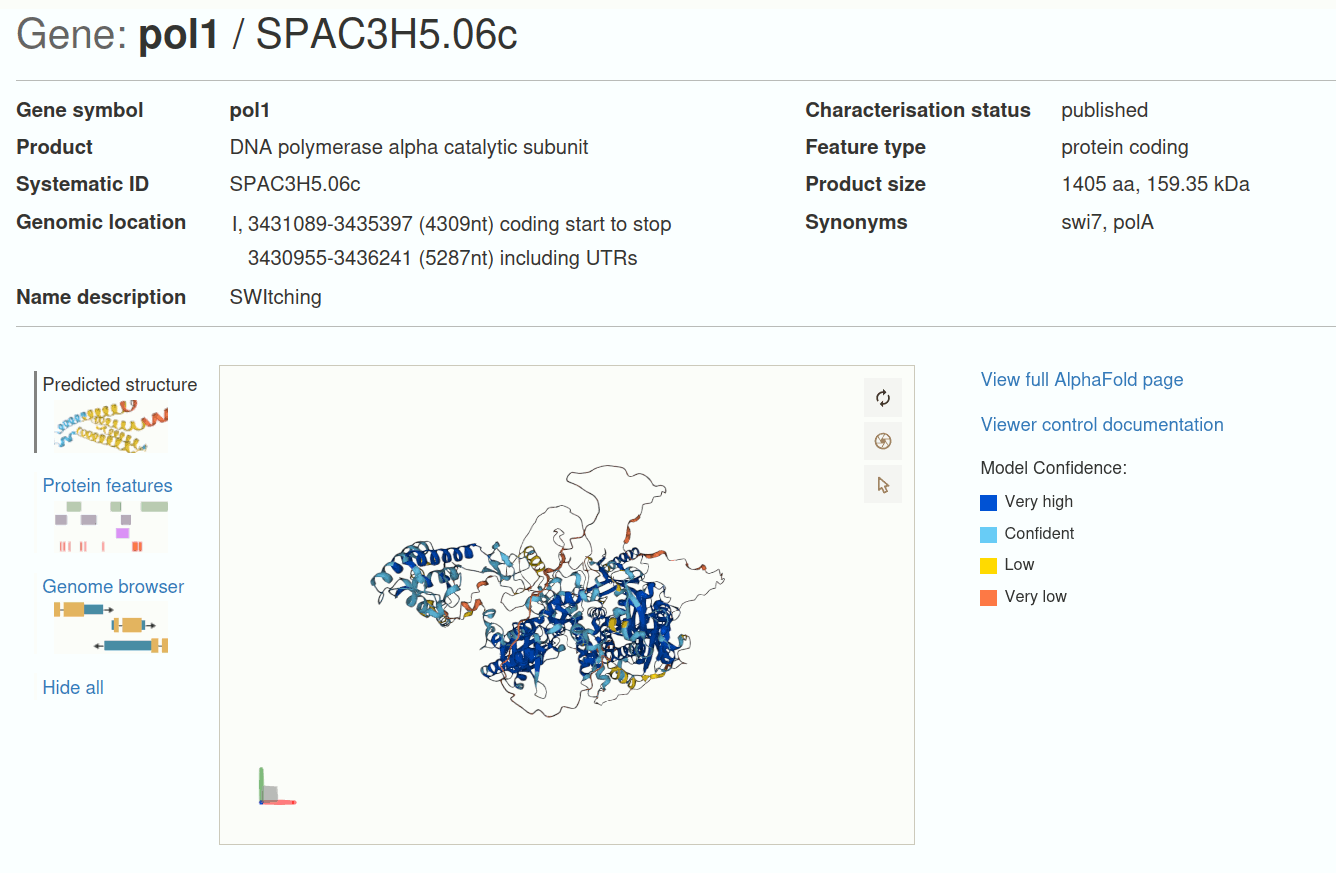 Gene: pol1 / SPAC3H5.06c
Gene symbol pol1
Product DNA polymerase alpha catalytic subunit
Systematic ID SPAC3H5.06c
Genomic location I, 3431089-3435397 (4309nt) coding start to stop
3430955-3436241 (5287nt) including UTRs
Name description SWItching
Characterisation status published
Feature type protein coding
Product size 1405 aa, 159.35 kDa
Synonyms swi7, polA
Predicted structure
Protein features
Genome browser
Hide all
View full AlphaFold page
Viewer control documentation
Model Confidence:
Very high
Confident
Low
Very low